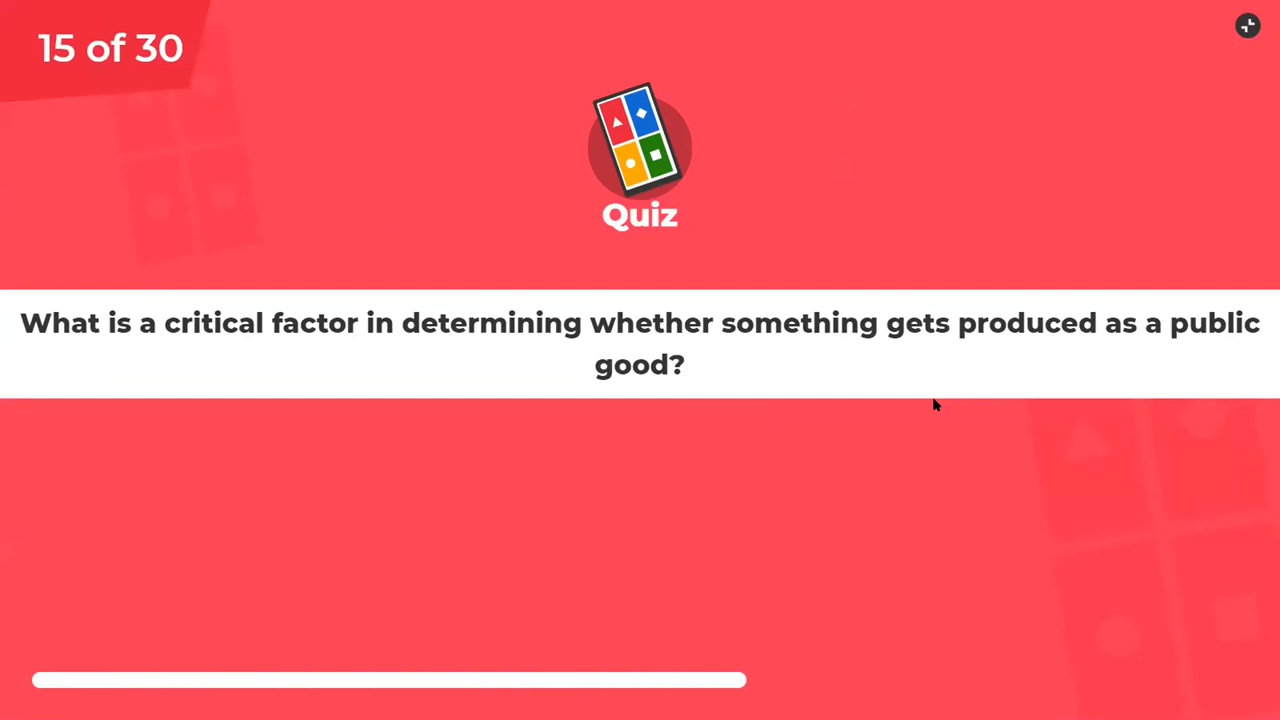 15 of 30
Quiz
What is a critical factor in determining whether something gets produced as a public
good?